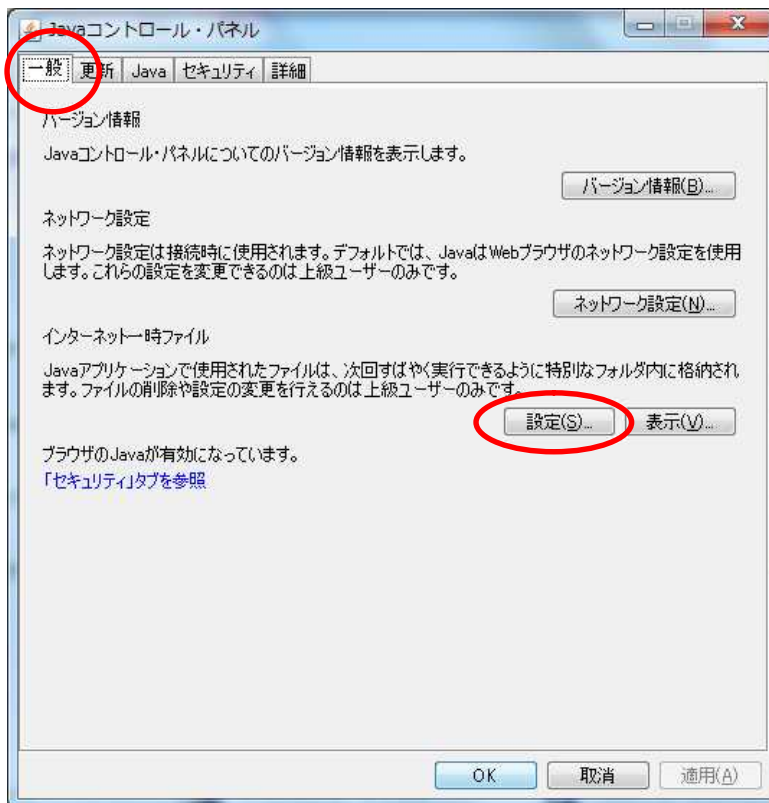 Javaコントロール・パネル
一般 更新 Java セキュリティ 詳細
バージョン情報
Javaコントロール・パネルについてのバージョン情報を表示します。
バージョン情報(B)...
ネットワーク設定
ネットワーク設定は接続時に使用されます。デフォルトでは、JavaはWebブラウザのネットワーク設定を使用
します。これらの設定を変更できるのは上級ユーザーのみです。
ネットワーク設定(N)...
インターネット一時ファイル
Javaアプリケーションで使用されたファイルは、次回すばやく実行できるように特別なフォルダ内に格納され
ます。ファイルの削除や設定の変更を行えるのは上級ユーザーのみです。
設定(S)... 表示(V)...
ブラウザのJavaが有効になっています。
「セキュリティ」タブを参照
OK 取消 適用(A)